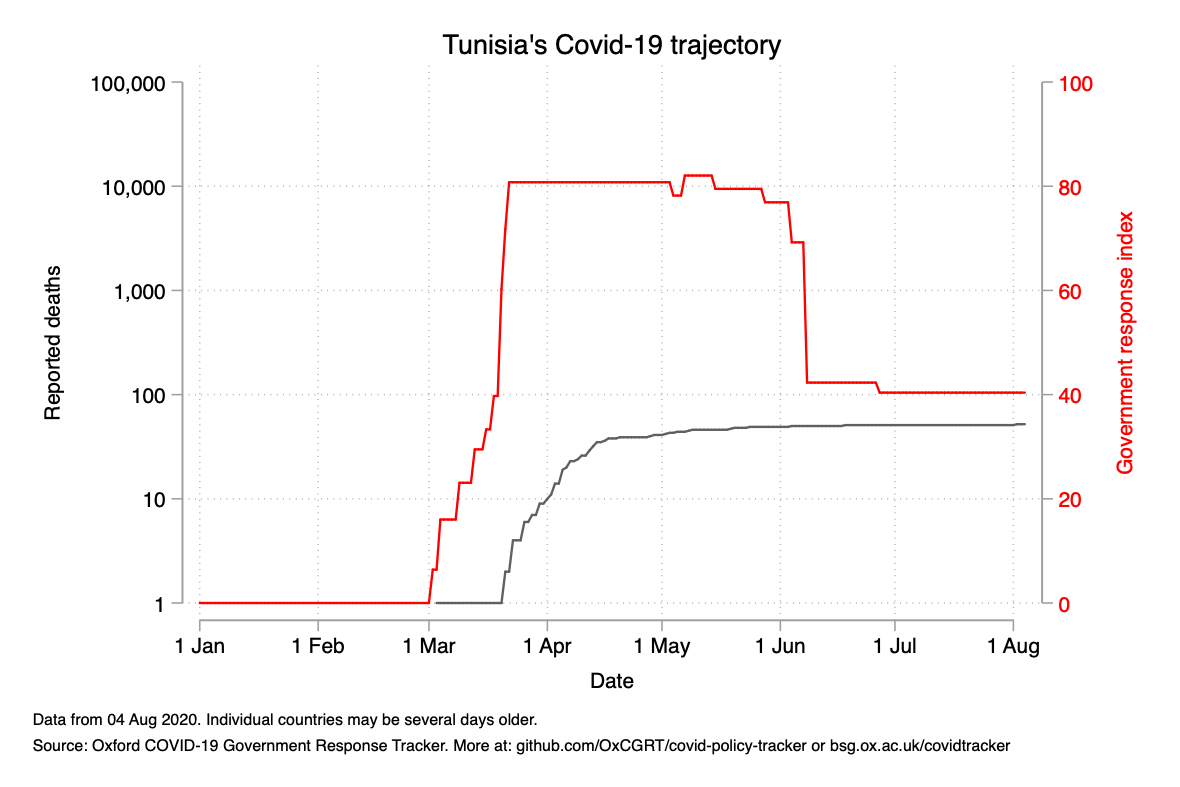 Tunisia's Covid-19 trajectory
100,000
10,000
1,000
100
10
1
Reported deaths
100
80
60
40
20
0
Government response index
1 Jan
1 Feb
1 Mar
1 Apr
1 May
1 Jun
1 Jul
1 Aug
Date
Data from 04 Aug 2020. Individual countries may be several days older.
Source: Oxford COVID-19 Government Response Tracker. More at: github.com/OxCGRT/covid-policy-tracker or bsg.ox.ac.uk/covidtracker